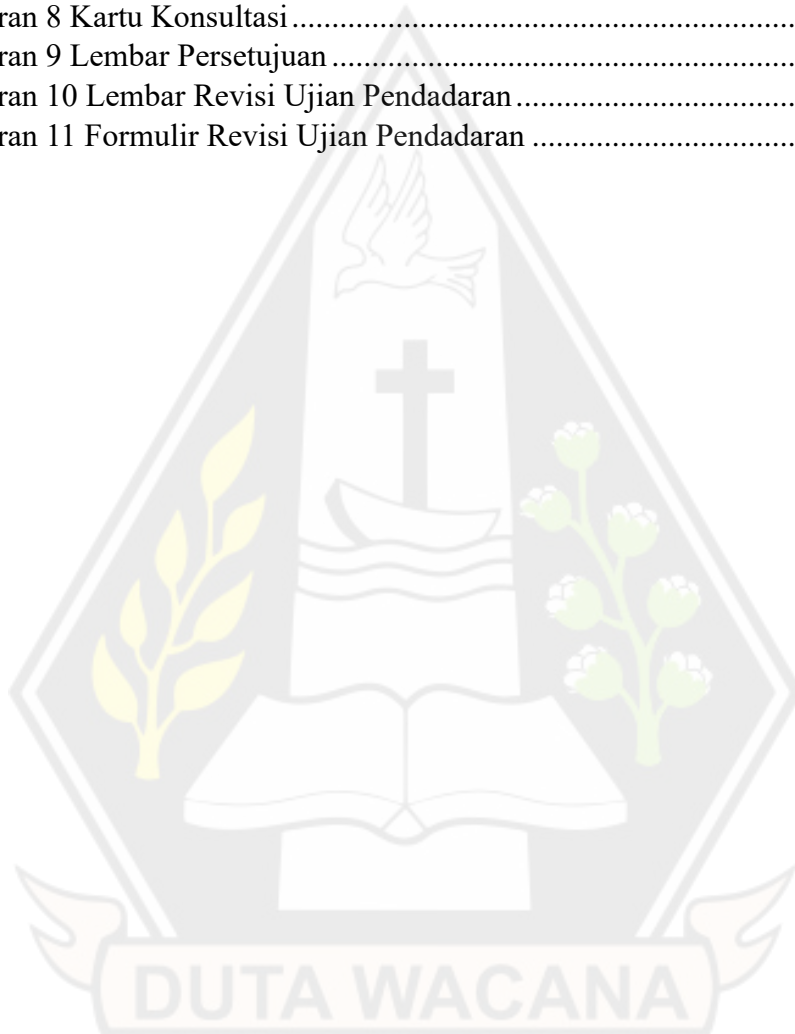 ran 8 Kartu Konsultasi................................................................
ran 9 Lembar Persetujuan...........................................................
ran 10 Lembar Revisi Ujian Pendadaran...................................
ran 11 Formulir Revisi Ujian Pendadaran .................................
DUTA WACANA